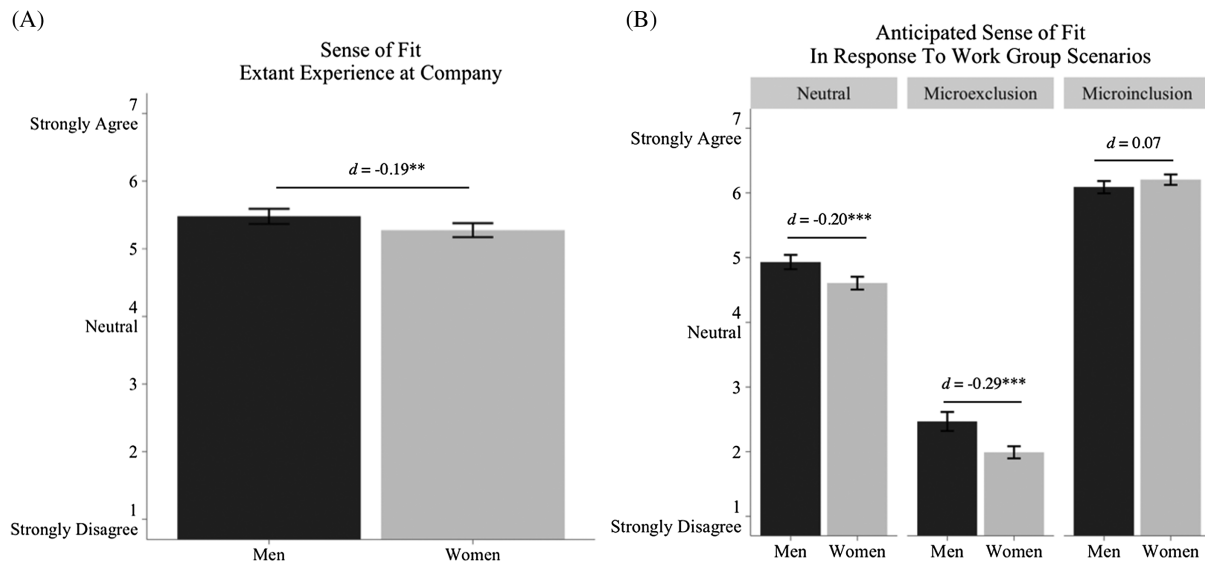 (A)
Sense of Fit
Extant Experience at Company
7
Strongly Agree
6
5
4
Neutral
3
2
1
Strongly Disagree
d = -0.19**
Men
Women
(B)
Anticipated Sense of Fit
In Response To Work Group Scenarios
Neutral
Microexclusion
Microinclusion
7
Strongly Agree
6
5
4
Neutral
3
2
1
Strongly Disagree
d = -0.20***
d = -0.29***
d = 0.07
Men
Women
Men
Women
Men
Women